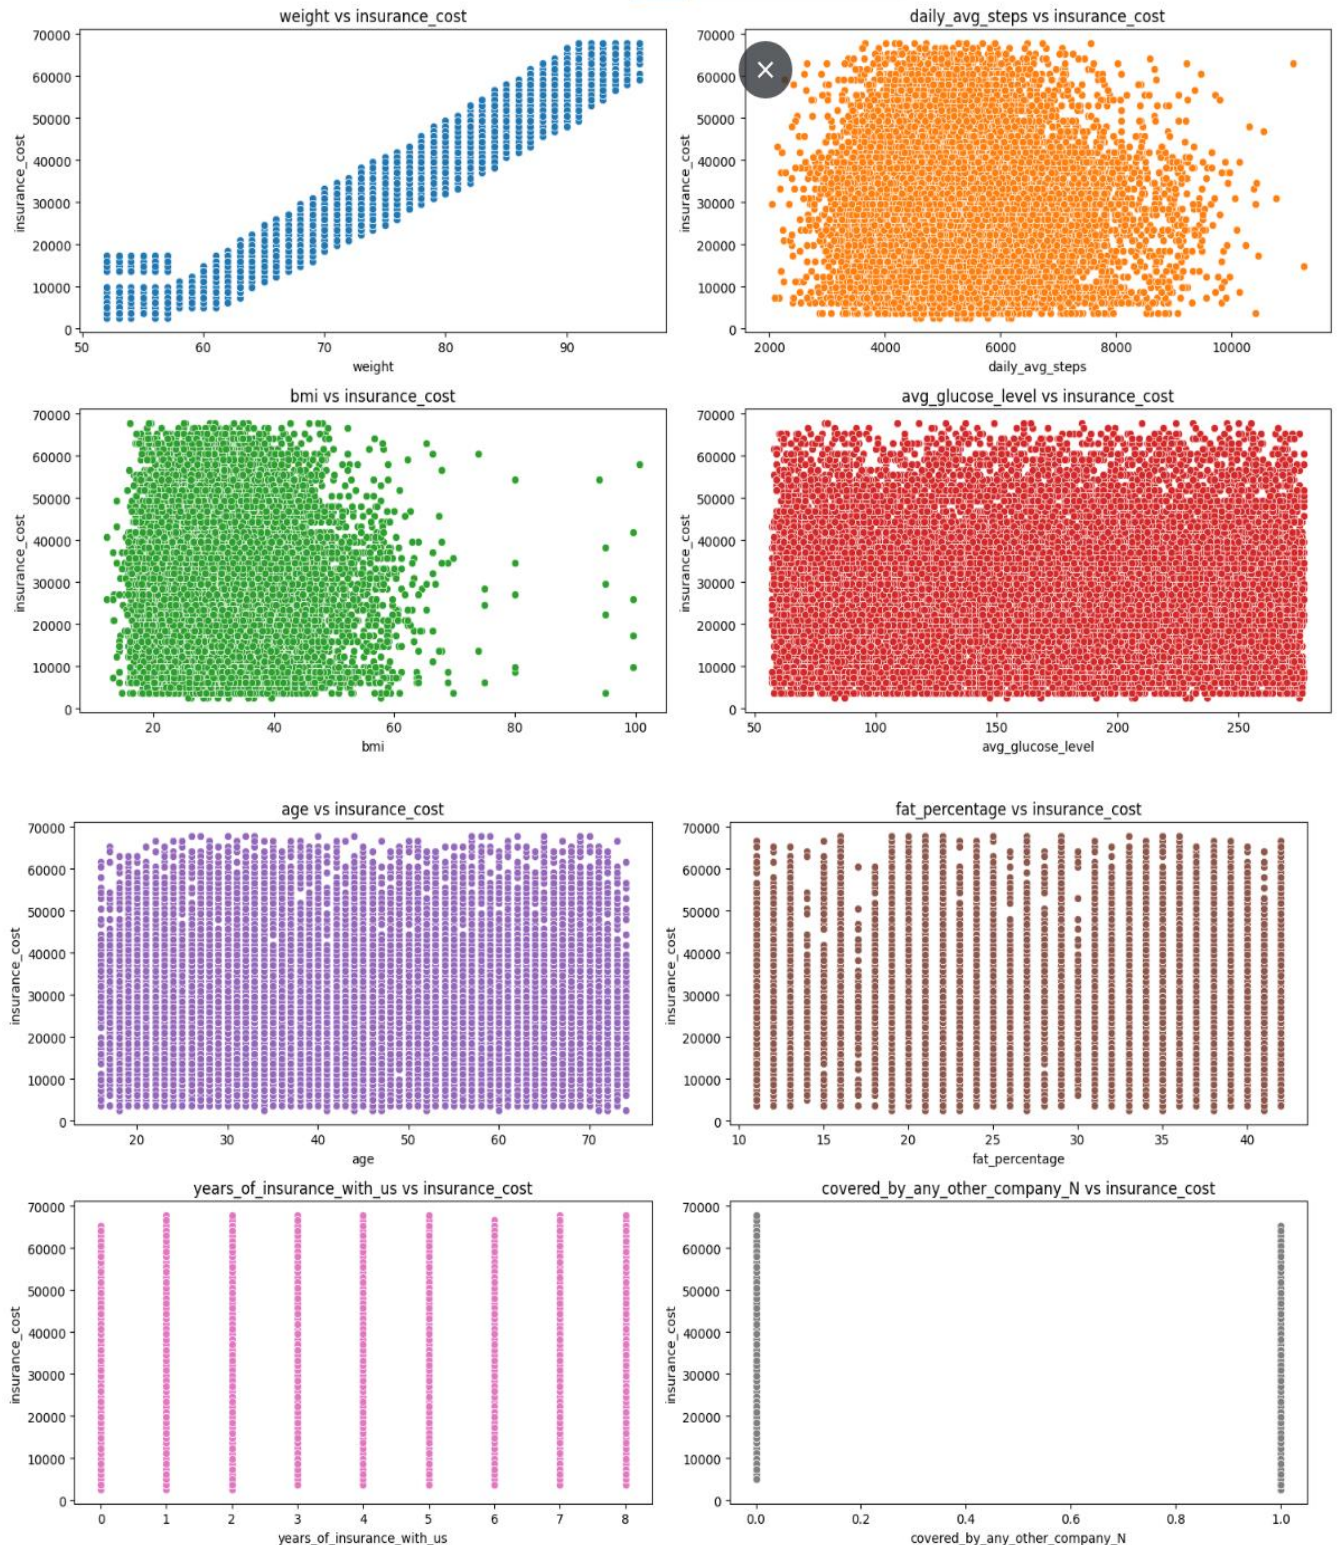 weight vs insurance_cost
70000
60000
50000
40000
30000
20000
10000
0
insurance_cost
50 60 70 80 90
weight
daily_avg_steps vs insurance_cost
70000
60000
50000
40000
30000
20000
10000
0
insurance_cost
2000 4000 6000 8000 10000
daily_avg_steps
bmi vs insurance_cost
70000
60000
50000
40000
30000
20000
10000
0
insurance_cost
20 40 60 80 100
bmi
avg_glucose_level vs insurance_cost
70000
60000
50000
40000
30000
20000
10000
0
insurance_cost
50 100 150 200 250
avg_glucose_level
age vs insurance_cost
70000
60000
50000
40000
30000
20000
10000
0
insurance_cost
20 30 40 50 60 70
age
fat_percentage vs insurance_cost
70000
60000
50000
40000
30000
20000
10000
0
insurance_cost
10 15 20 25 30 35 40
fat_percentage
years_of_insurance_with_us vs insurance_cost
70000
60000
50000
40000
30000
20000
10000
0
insurance_cost
0 1 2 3 4 5 6 7 8
years_of_insurance_with_us
covered_by_any_other_company_N vs insurance_cost
70000
60000
50000
40000
30000
20000
10000
0
insurance_cost
0.0 0.2 0.4 0.6 0.8 1.0
covered_by_any_other_company_N